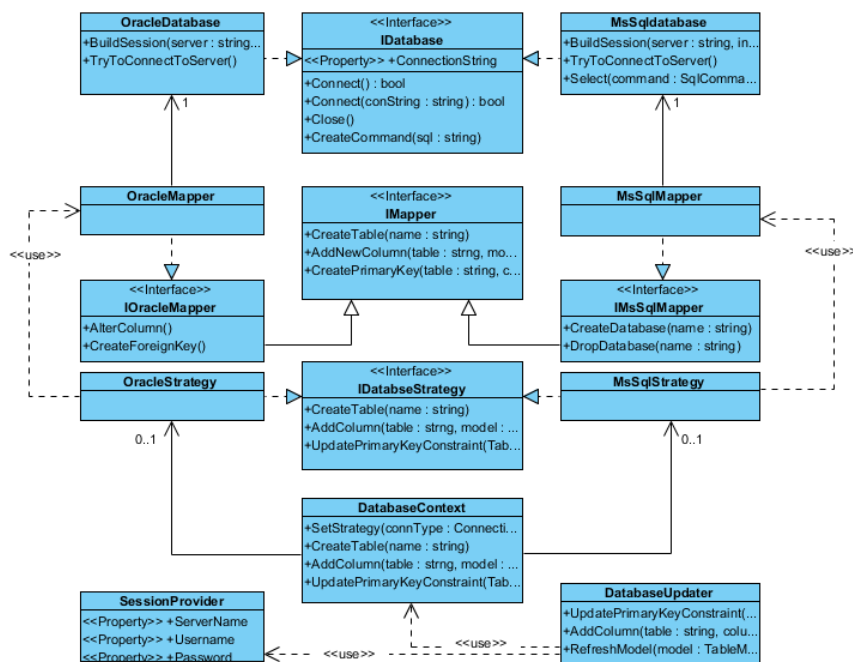 OracleDatabase
+BuildSession(server : string...
+TryToConnectToServer()
<<Interface>>
IDatabase
<<Property>> +ConnectionString
+Connect() : bool
+Connect(conString : string) : bool
+Close()
+CreateCommand(sql : string)
MsSqldatabase
+BuildSession(server : string, in...
+TryToConnectToServer()
+Select(command : SqlComma...
1
1
OracleMapper
<<Interface>>
IMapper
+CreateTable(name : string)
+AddNewColumn(table : strng, mo...
+CreatePrimaryKey(table : string, c...
MsSqlMapper
<<use>>
<<use>>
<<Interface>>
IOracleMapper
+AlterColumn()
+CreateForeignKey()
<<Interface>>
IMsSqlMapper
+CreateDatabase(name : string)
+DropDatabase(name : string)
OracleStrategy
<<Interface>>
IDatabseStrategy
+CreateTable(name : string)
+AddColumn(table : strng, model : ...
+UpdatePrimaryKeyConstraint(Tab...
MsSqlStrategy
0..1
0..1
DatabaseContext
+SetStrategy(connType : Connecti...
+CreateTable(name : string)
+AddColumn(table : strng, model : ...
+UpdatePrimaryKeyConstraint(Tab...
SessionProvider
<<Property>> +ServerName
<<Property>> +Username
<<Property>> +Password
DatabaseUpdater
+UpdatePrimaryKeyConstraint(...
+AddColumn(table : string, colu...
+RefreshModel(model : TableM...
<<use>>
<<use>>